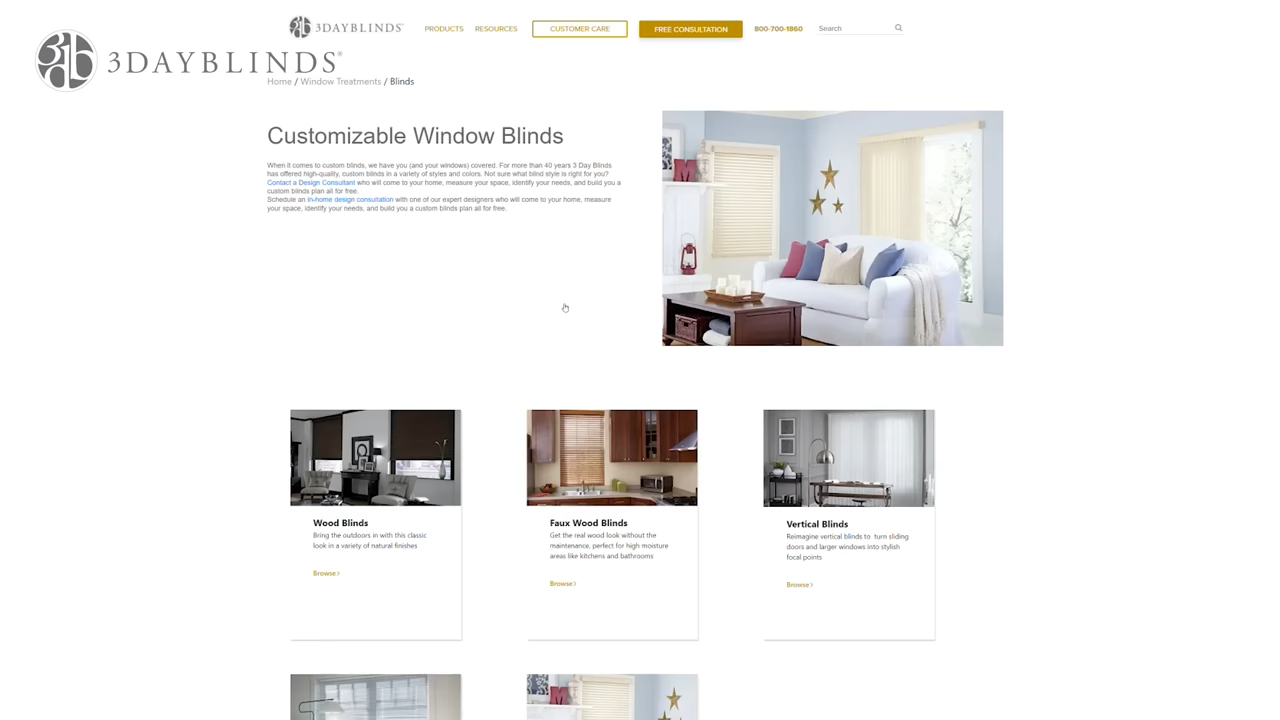 3DAYBLINDS
PRODUCTS RESOURCES CUSTOMER CARE FREE CONSULTATION 800-700-1860 Search
3DAYBLINDS®
Home / Window Treatments / Blinds
Customizable Window Blinds
When it comes to custom blinds, we have you (and your windows) covered. For more than 40 years 3 Day Blinds
has offered high-quality, custom blinds in a variety of styles and colors. Not sure what blind style is right for you?
Contact a Design Consultant who will come to your home, measure your space, identify your needs, and build you a
custom blinds plan all for free.
Schedule an in-home design consultation with one of our expert designers who will come to your home, measure
your space, identify your needs, and build you a custom blinds plan all for free.
M
Wood Blinds
Bring the outdoors in with this classic
look in a variety of natural finishes
Browse
Faux Wood Blinds
Get the real wood look without the
maintenance, perfect for high moisture
areas like kitchens and bathrooms
Browse
Vertical Blinds
Reimagine vertical blinds to turn sliding
doors and larger windows into stylish
focal points
Browse
M